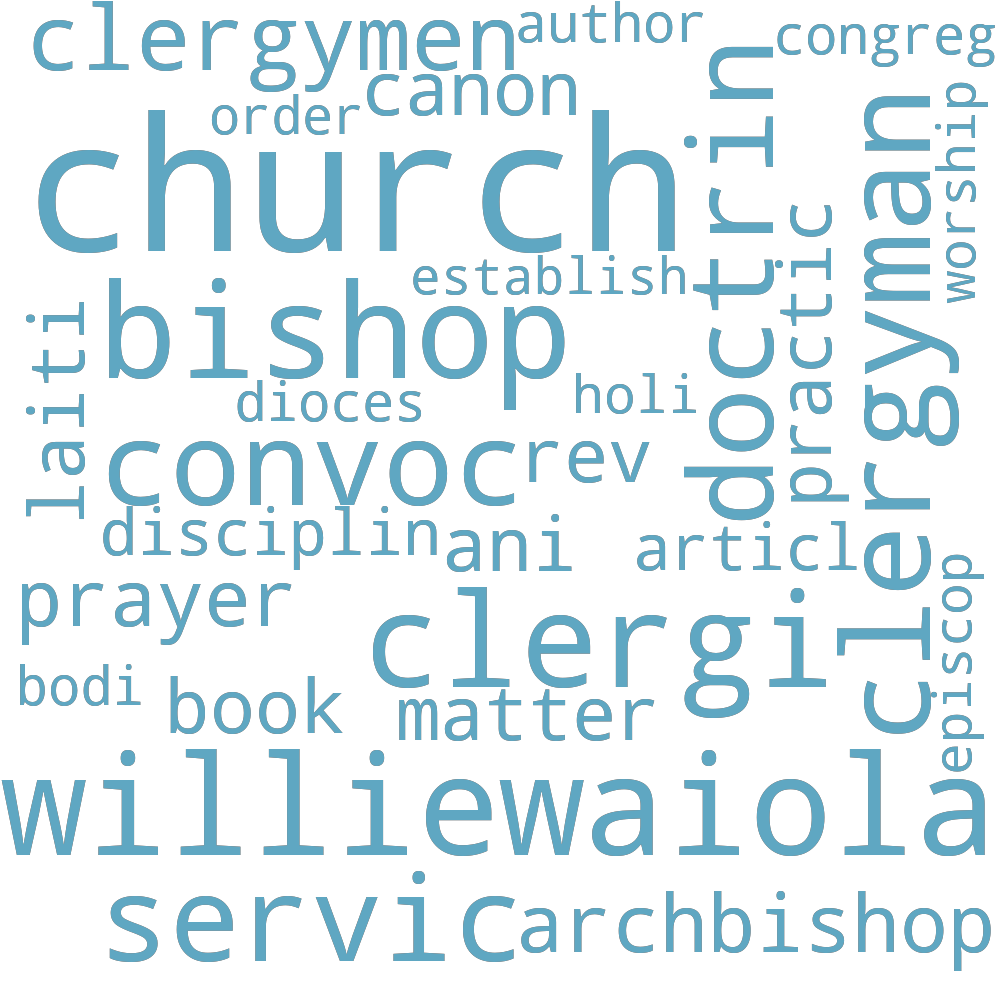 clergymen
author
congreg
canon
order
church
doctrin
clergyman
worship
practic
establish
bishop
laiti
dioces
holi
convoc
rev
disciplin
ani
articl
prayer
clergi
episcop
bodi
book
matter
williewaiola
servic
archbishop